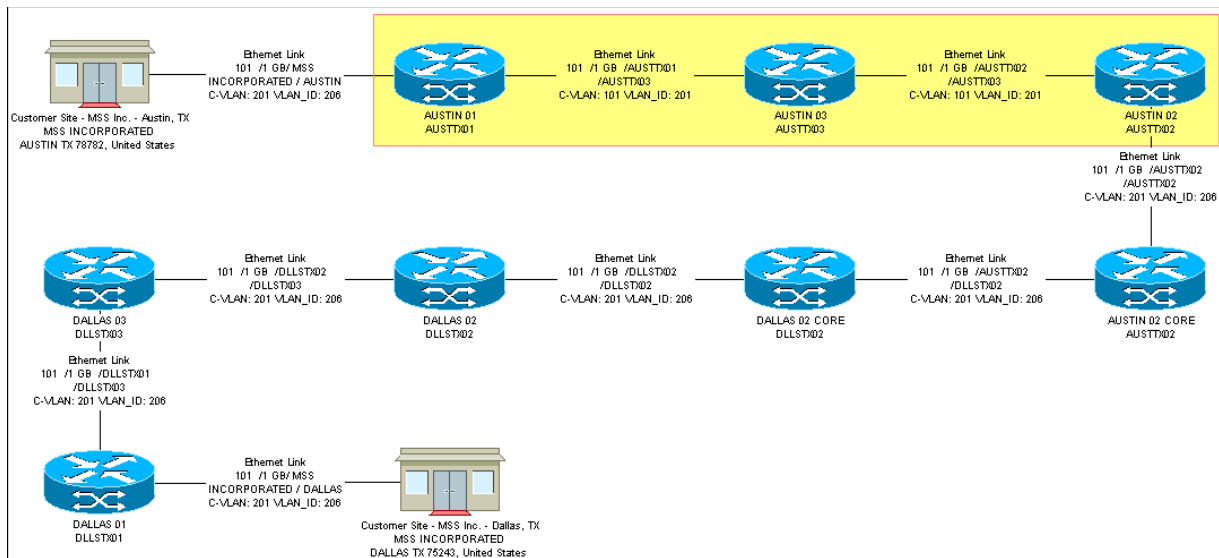 Ethernet Link
101 /1 GB/ MSS
INCORPORATED / AUSTIN
C-VLAN: 201 VLAN_ID: 206
Ethernet Link
101 /1 GB /AUSTTX01
/AUSTTX03
C-VLAN: 101 VLAN_ID: 201
Ethernet Link
101 /1 GB /AUSTTX02
/AUSTTX03
C-VLAN: 101 VLAN_ID: 201
Customer Site - MSS Inc. - Austin, TX
MSS INCORPORATED
AUSTIN TX 78782, United States
AUSTIN 01
AUSTTX01
AUSTIN 03
AUSTTX03
AUSTIN 02
AUSTTX02
Ethernet Link
101 /1 GB /AUSTTX02
/AUSTTX02
C-VLAN: 201 VLAN_ID: 206
Ethernet Link
101 /1 GB /DLLSTX02
/DLLSTX03
C-VLAN: 201 VLAN_ID: 206
Ethernet Link
101 /1 GB /DLLSTX02
/DLLSTX02
C-VLAN: 201 VLAN_ID: 206
Ethernet Link
101 /1 GB /AUSTTX02
/DLLSTX02
C-VLAN: 201 VLAN_ID: 206
DALLAS 03
DLLSTX03
DALLAS 02
DLLSTX02
DALLAS 02 CORE
DLLSTX02
AUSTIN 02 CORE
AUSTTX02
Ethernet Link
101 /1 GB /DLLSTX01
/DLLSTX03
C-VLAN: 201 VLAN_ID: 206
Ethernet Link
101 /1 GB/ MSS
INCORPORATED / DALLAS
C-VLAN: 201 VLAN_ID: 206
DALLAS 01
DLLSTX01
Customer Site - MSS Inc. - Dallas, TX
MSS INCORPORATED
DALLAS TX 75243, United States